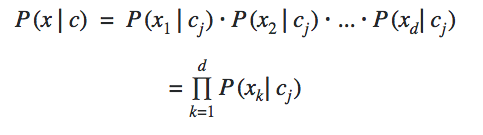 P(x | c) = P(x₁ | cⱼ) · P(x₂ | cⱼ) · ... · P(x_d | cⱼ)
= ∏_{k=1}^{d} P(x_k | cⱼ)